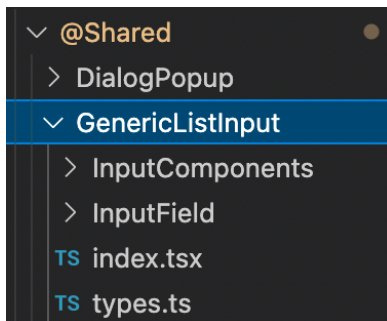 @Shared
DialogPopup
GenericListInput
InputComponents
InputField
TS index.tsx
TS types.ts